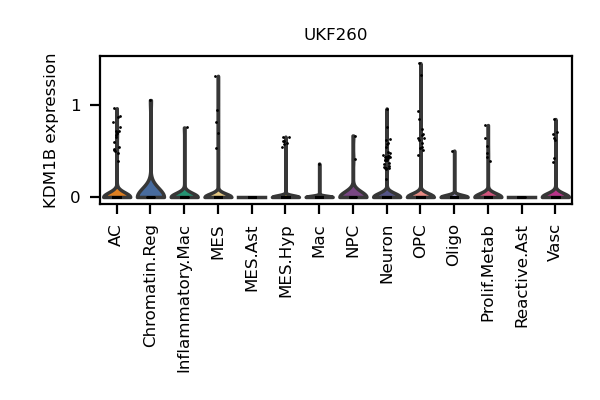 UKF260
KDM1B expression
1
0
AC
Chromatin.Reg
Inflammatory.Mac
MES
MES.Ast
MES.Hyp
Mac
NPC
Neuron
OPC
Oligo
Prolif.Metab
Reactive.Ast
Vasc